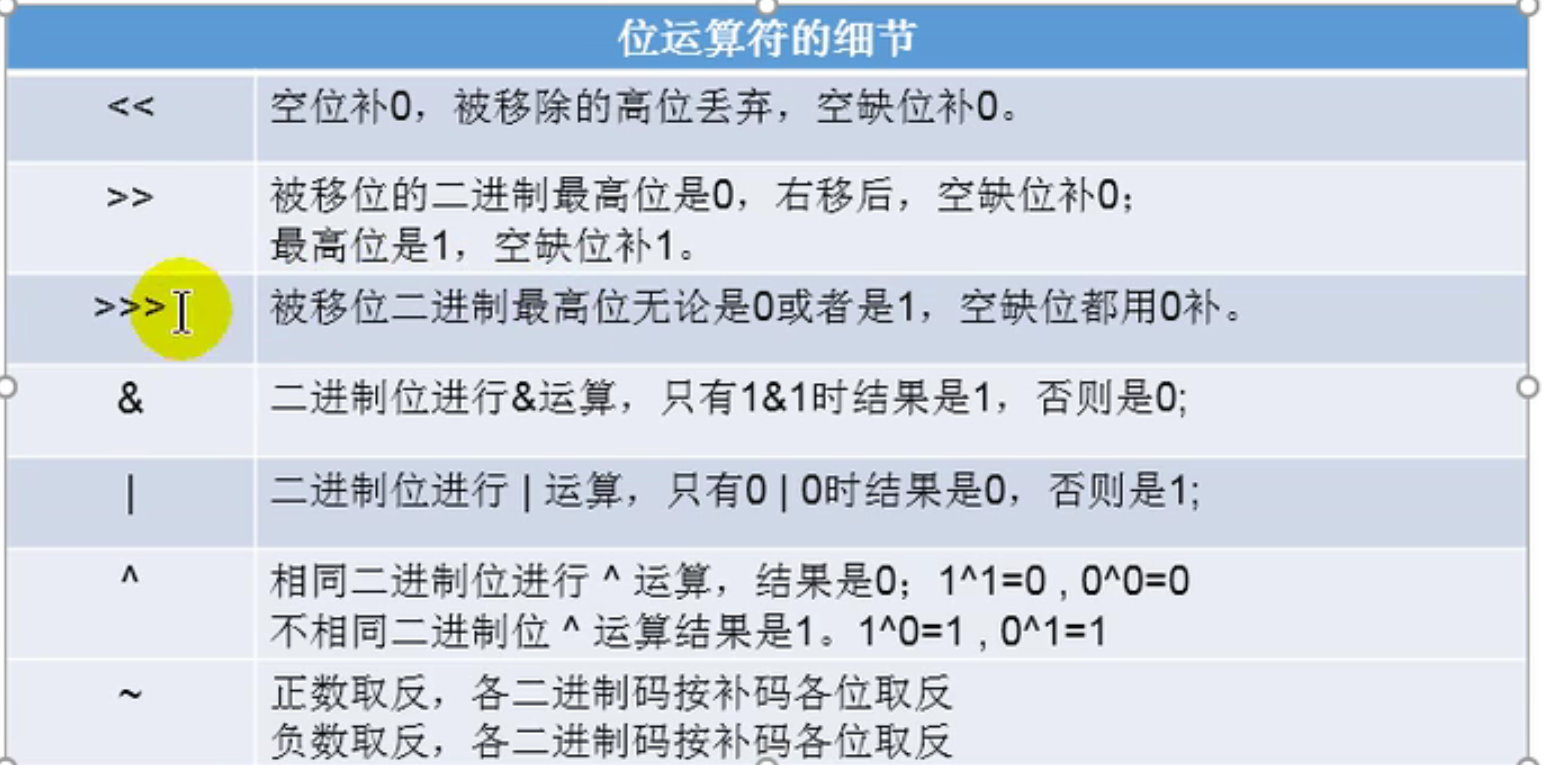 位运算符的细节
<< 空位补0，被移除的高位丢弃，空缺位补0。
>> 被移位的二进制最高位是0，右移后，空缺位补0；
最高位是1，空缺位补1。
>>> 被移位二进制最高位无论是0或者是1，空缺位都用0补。
& 二进制位进行&运算，只有1&1时结果是1，否则是0;
| 二进制位进行 | 运算，只有0 | 0时结果是0，否则是1;
^ 相同二进制位进行 ^ 运算，结果是0；1^1=0 , 0^0=0
不相同二进制位 ^ 运算结果是1。1^0=1 , 0^1=1
~ 正数取反，各二进制码按补码各位取反
负数取反，各二进制码按补码各位取反